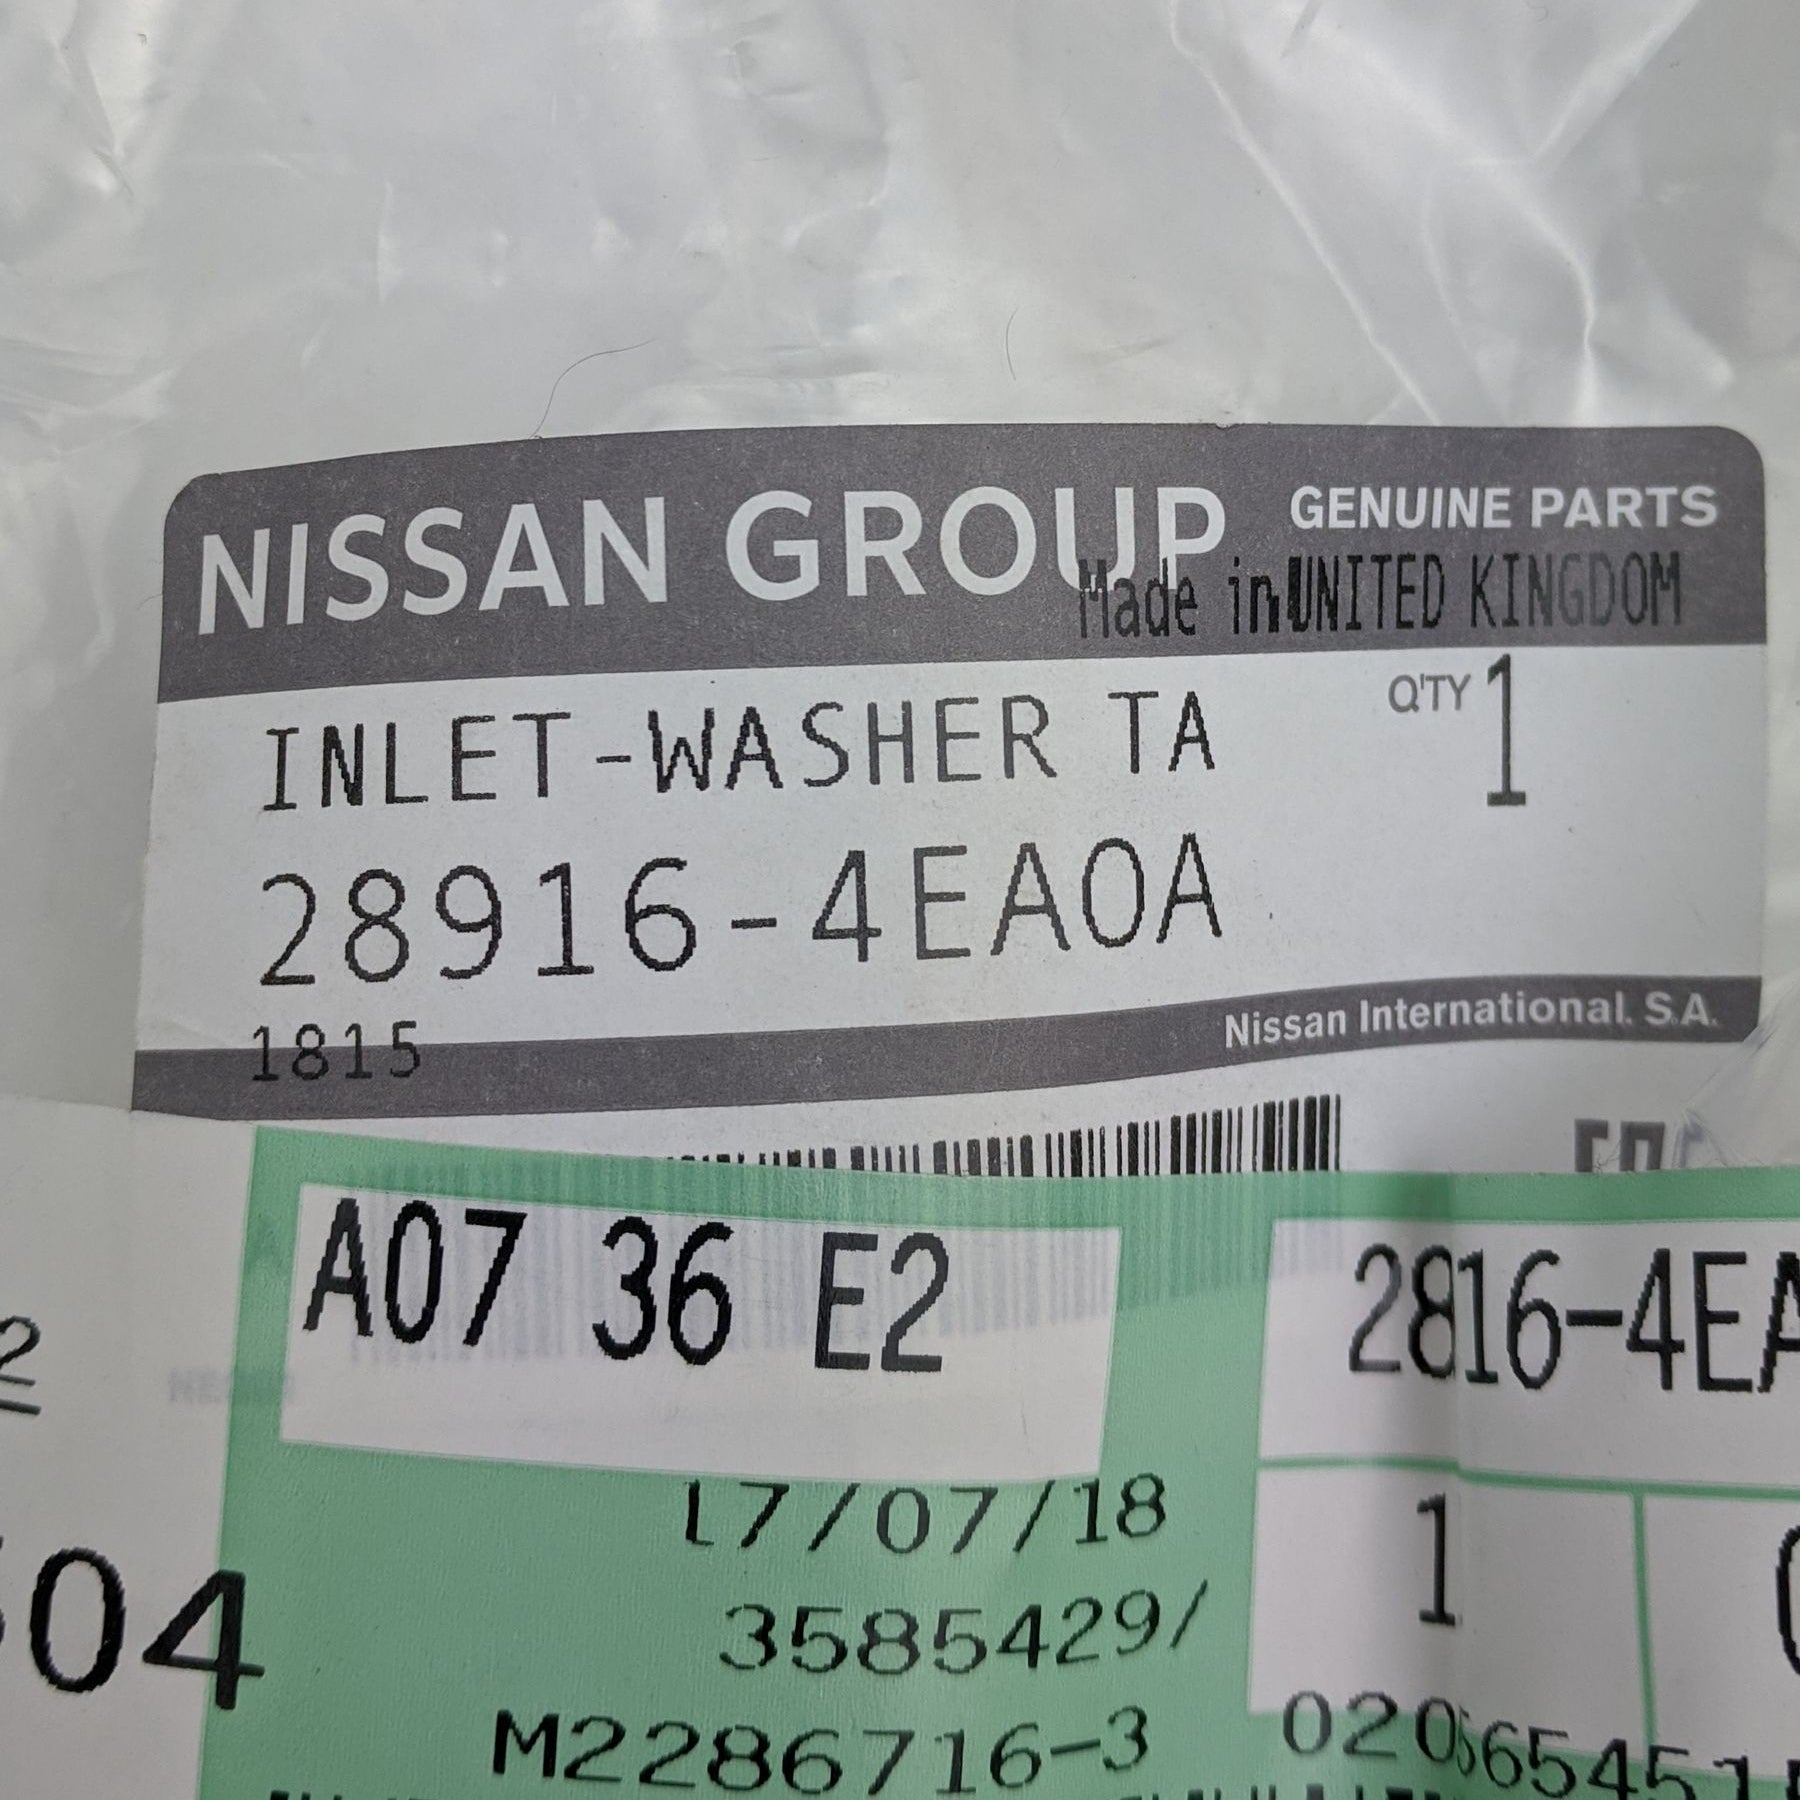 NISSAN GROUP
GENUINE PARTS
Made in UNITED KINGDOM
INLET-WASHER TA
Q'TY 1
28916-4EA0A
1815
Nissan International. S.A.
A07 36 E2
2816-4EA
17/07/18
1
3585429/
04
M2286716-3